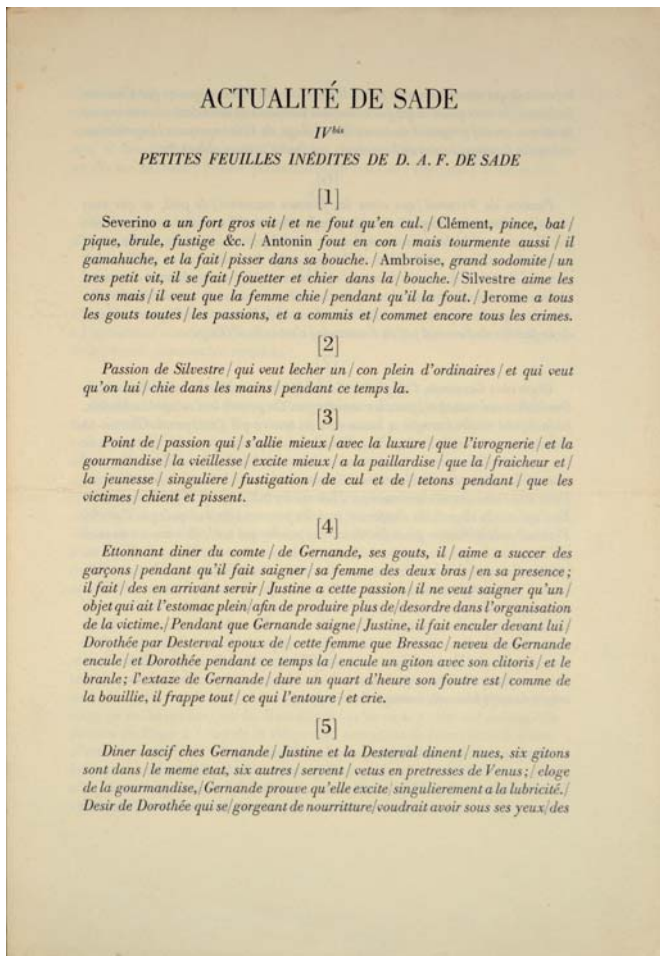 ACTUALITÉ DE SADE
IVbis
PETITES FEUILLES INÉDITES DE D. A. F. DE SADE
[1]
Severino a un fort gros vit / et ne fout qu'en cul. / Clément, pince, bat /
pique, brule, fustige &c. / Antonin fout en con / mais tourmente aussi / il
gamahuche, et la fait / pisser dans sa bouche. / Ambroise, grand sodomite / un
tres petit vit, il se fait / fouetter et chier dans la / bouche. / Silvestre aime les
cons mais / il veut que la femme chie / pendant qu'il la fout. / Jerome a tous
les gouts toutes / les passions, et a commis et / commet encore tous les crimes.
[2]
Passion de Silvestre / qui veut lecher un / con plein d'ordinaires / et qui veut
qu'on lui / chie dans les mains / pendant ce temps la.
[3]
Point de / passion qui / s'allie mieux / avec la luxure / que l'ivrognerie / et la
gourmandise / la vieillesse / excite mieux / a la paillardise / que la / fraicheur et /
la jeunesse / singuliere / fustigation / de cul et de / tetons pendant / que les
victimes / chient et pissent.
[4]
Ettonnant diner du comte / de Gernande, ses gouts, il / aime a succer des
garçons / pendant qu'il fait saigner / sa femme des deux bras / en sa presence ;
il fait / des en arrivant servir / Justine a cette passion / il ne veut saigner qu'un /
objet qui ait l'estomac plein / afin de produire plus de / desordre dans l'organisation
de la victime. / Pendant que Gernande saigne / Justine, il fait enculer devant lui /
Dorothée par Desterval epoux de / cette femme que Bressac / neveu de Gernande
encule / et Dorothée pendant ce temps la / encule un giton avec son clitoris / et le
branle ; l'extaze de Gernande / dure un quart d'heure son foutre est / comme de
la bouillie, il frappe tout / ce qui l'entoure / et crie.
[5]
Diner lascif ches Gernande / Justine et la Desterval dinent / nues, six gitons
sont dans / le meme etat, six autres / servent / vetus en pretresses de Venus ; / eloge
de la gourmandise, / Gernande prouve qu'elle excite / singulierement a la lubricité. /
Desir de Dorothée qui se / gorgeant de nourritture / voudrait avoir sous ses yeux / des